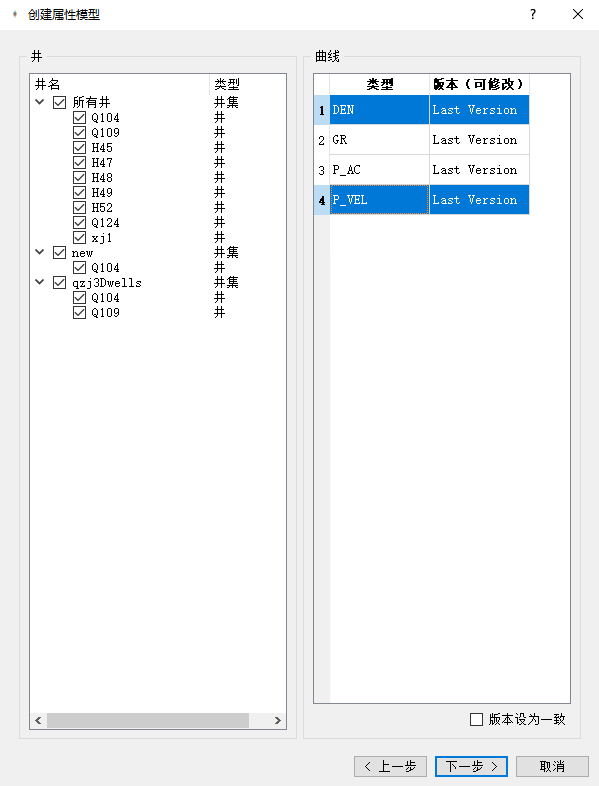 创建属性模型
井
井名 类型
所有井 井集
Q104 井
Q109 井
H45 井
H47 井
H48 井
H49 井
H52 井
Q124 井
xj1 井
new 井集
Q104 井
qzj3Dwells 井集
Q104 井
Q109 井
曲线
类型 版本（可修改）
1 DEN Last Version
2 GR Last Version
3 P_AC Last Version
4 P_VEL Last Version
版本设为一致
< 上一步 下一步 > 取消